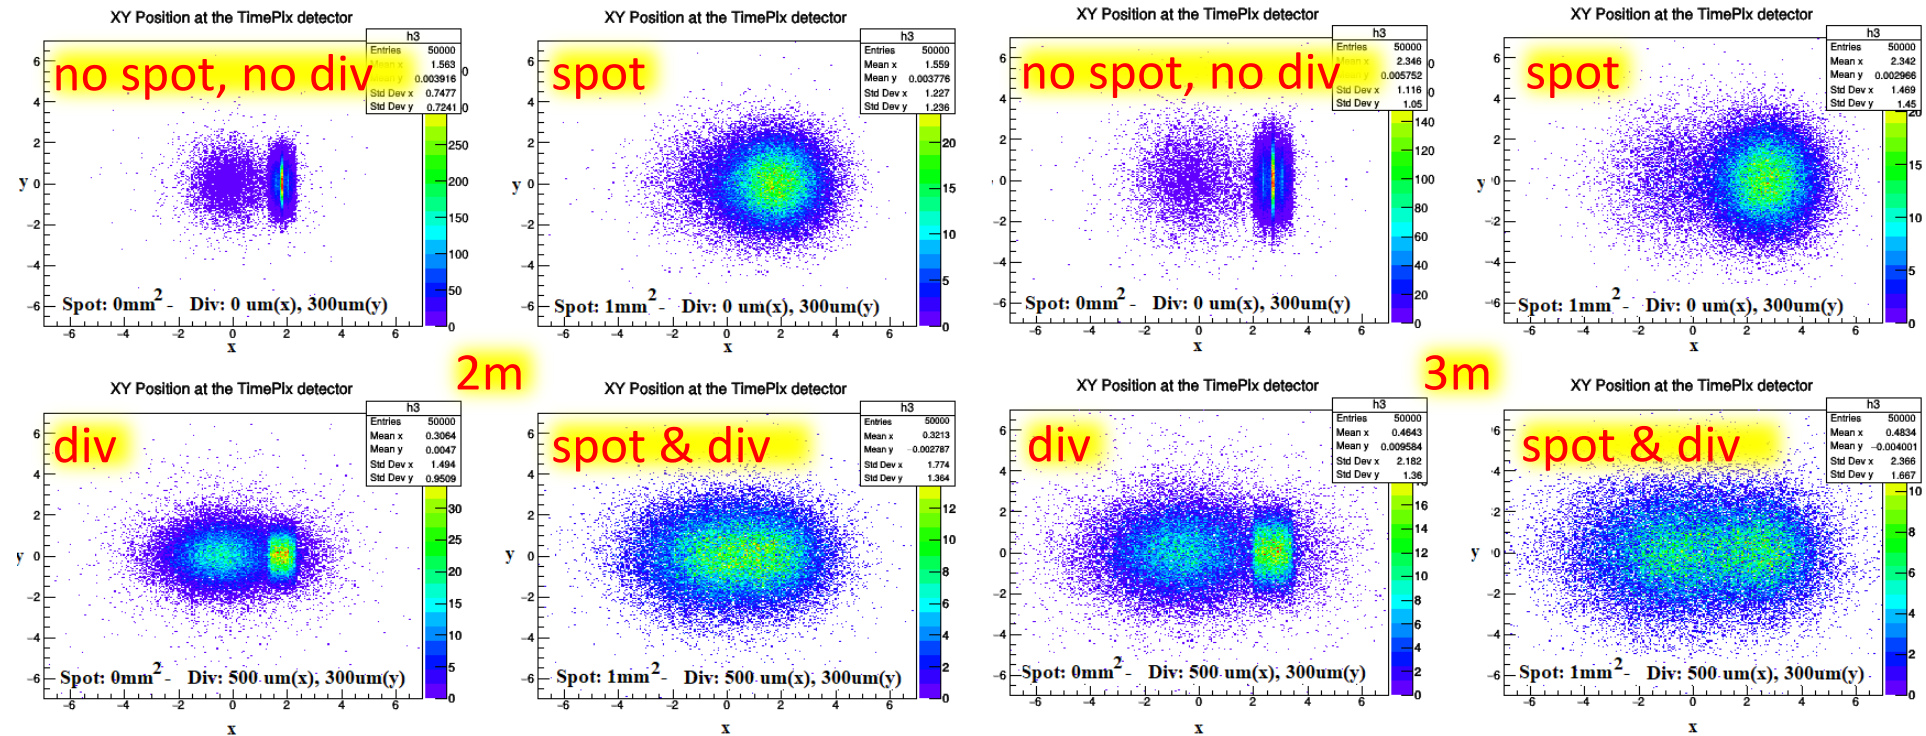 XY Position at the TimePix detector
h3
Entries 50000
Mean x 1.563
Mean y 0.003916
Std Dev x 0.7477
Std Dev y 0.7241
no spot, no div
Spot: 0mm2 - Div: 0 um(x), 300um(y)
x
y
XY Position at the TimePix detector
h3
Entries 50000
Mean x 1.559
Mean y 0.003776
Std Dev x 1.227
Std Dev y 1.236
spot
Spot: 1mm2 - Div: 0 um(x), 300um(y)
x
y
XY Position at the TimePix detector
h3
Entries 50000
2.346
0.005752
Std Dev x 1.116
Std Dev y 1.05
no spot, no div
Spot: 0mm2 - Div: 0 um(x), 300um(y)
x
XY Position at the TimePix detector
h3
Entries 50000
Mean x 2.342
Mean y 0.002966
Std Dev x 1.469
Std Dev y 1.45
spot
Spot: 1mm2 - Div: 0 um(x), 300um(y)
x
y
2m
3m
XY Position at the TimePix detector
h3
Entries 50000
Mean x 0.3064
Mean y 0.0047
Std Dev x 1.494
Std Dev y 0.9509
div
Spot: 0mm2 - Div: 500 um(x), 300um(y)
x
y
XY Position at the TimePix detector
h3
Entries 50000
Mean x 0.3213
Mean y -0.002787
Std Dev x 1.774
Std Dev y 1.364
spot & div
Spot: 1mm2 - Div: 500 um(x), 300um(y)
x
y
XY Position at the TimePix detector
h3
Entries 50000
Mean x 0.4643
Mean y 0.009584
Std Dev x 2.182
Std Dev y 1.36
div
Spot: 0mm2 - Div: 500 um(x), 300um(y)
x
XY Position at the TimePix detector
h3
Entries 50000
Mean x 0.4834
Mean y -0.004001
Std Dev x 2.366
Std Dev y 1.667
spot & div
Spot: 1mm2 - Div: 500 um(x), 300um(y)
x
y